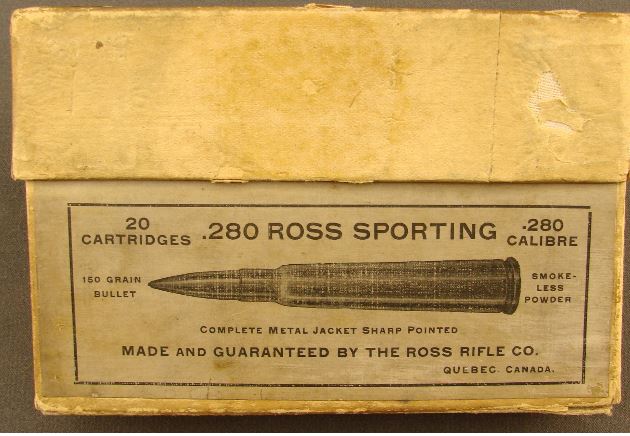 20 CARTRIDGES
.280 ROSS SPORTING
.280 CALIBRE
150 GRAIN
BULLET
SMOKE-
LESS
POWDER
COMPLETE METAL JACKET SHARP POINTED
MADE AND GUARANTEED BY THE ROSS RIFLE CO.
QUEBEC. CANADA.